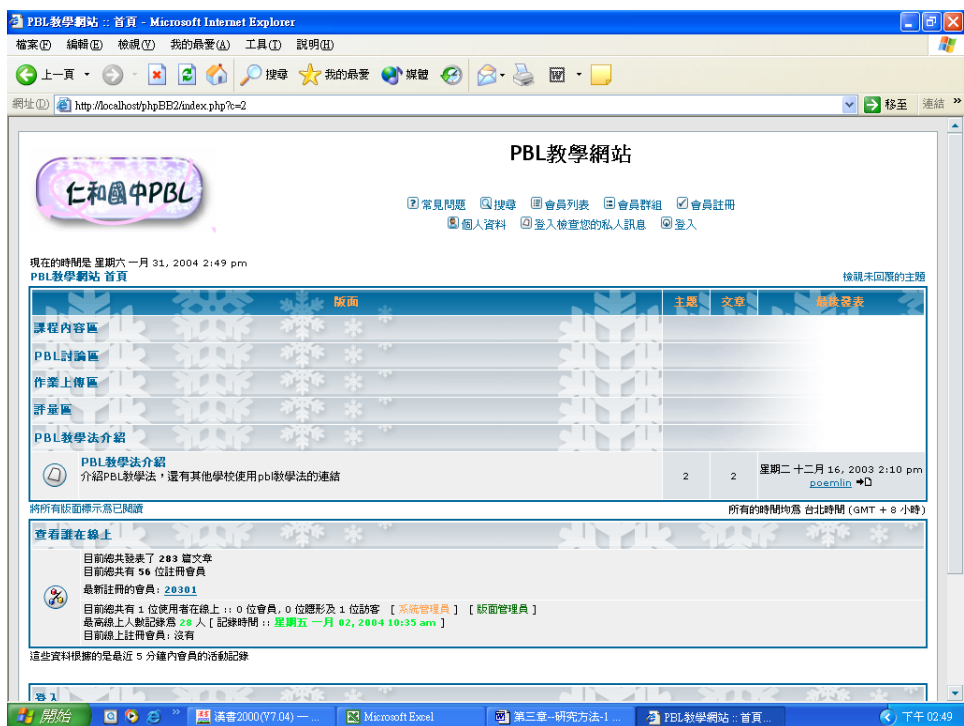 PBL教學網站 :: 首頁 - Microsoft Internet Explorer
檔案(F) 編輯(E) 檢視(V) 我的最愛(A) 工具(T) 說明(H)
上一頁 搜尋 我的最愛 媒體
網址(D) http://localhost/phpBB2/index.php?c=2 移至 連結 »
仁和國中PBL
PBL教學網站
常見問題 搜尋 會員列表 會員群組 會員註冊
個人資料 登入檢查您的私人訊息 登入
現在的時間是 星期六 一月 31, 2004 2:49 pm
PBL教學網站 首頁 檢視未回覆的主題
版面 主題 文章 最後發表
課程內容區
PBL討論區
作業上傳區
評量區
PBL教學法介紹
PBL教學法介紹
介紹PBL教學法，還有其他學校使用pbl教學法的連結 2 2 星期二 十二月 16, 2003 2:10 pm
poemlin
將所有版面標示為已閱讀 所有的時間均為 台北時間 (GMT + 8 小時)
查看誰在線上
目前總共發表了 283 篇文章
目前總共有 56 位註冊會員
最新註冊的會員: 20301
目前總共有 1 位使用者在線上 :: 0 位會員, 0 位隱形及 1 位訪客 [ 系統管理員 ] [ 版面管理員 ]
最高線上人數記錄為 28 人 [ 記錄時間 :: 星期五 一月 02, 2004 10:35 am ]
目前線上註冊會員: 沒有
這些資料根據的是最近 5 分鐘內會員的活動記錄
登入
開始 » 漢書2000(V7.04) — ... Microsoft Excel 第三章--研究方法-1 ... PBL教學網站 :: 首頁... 下午 02:49